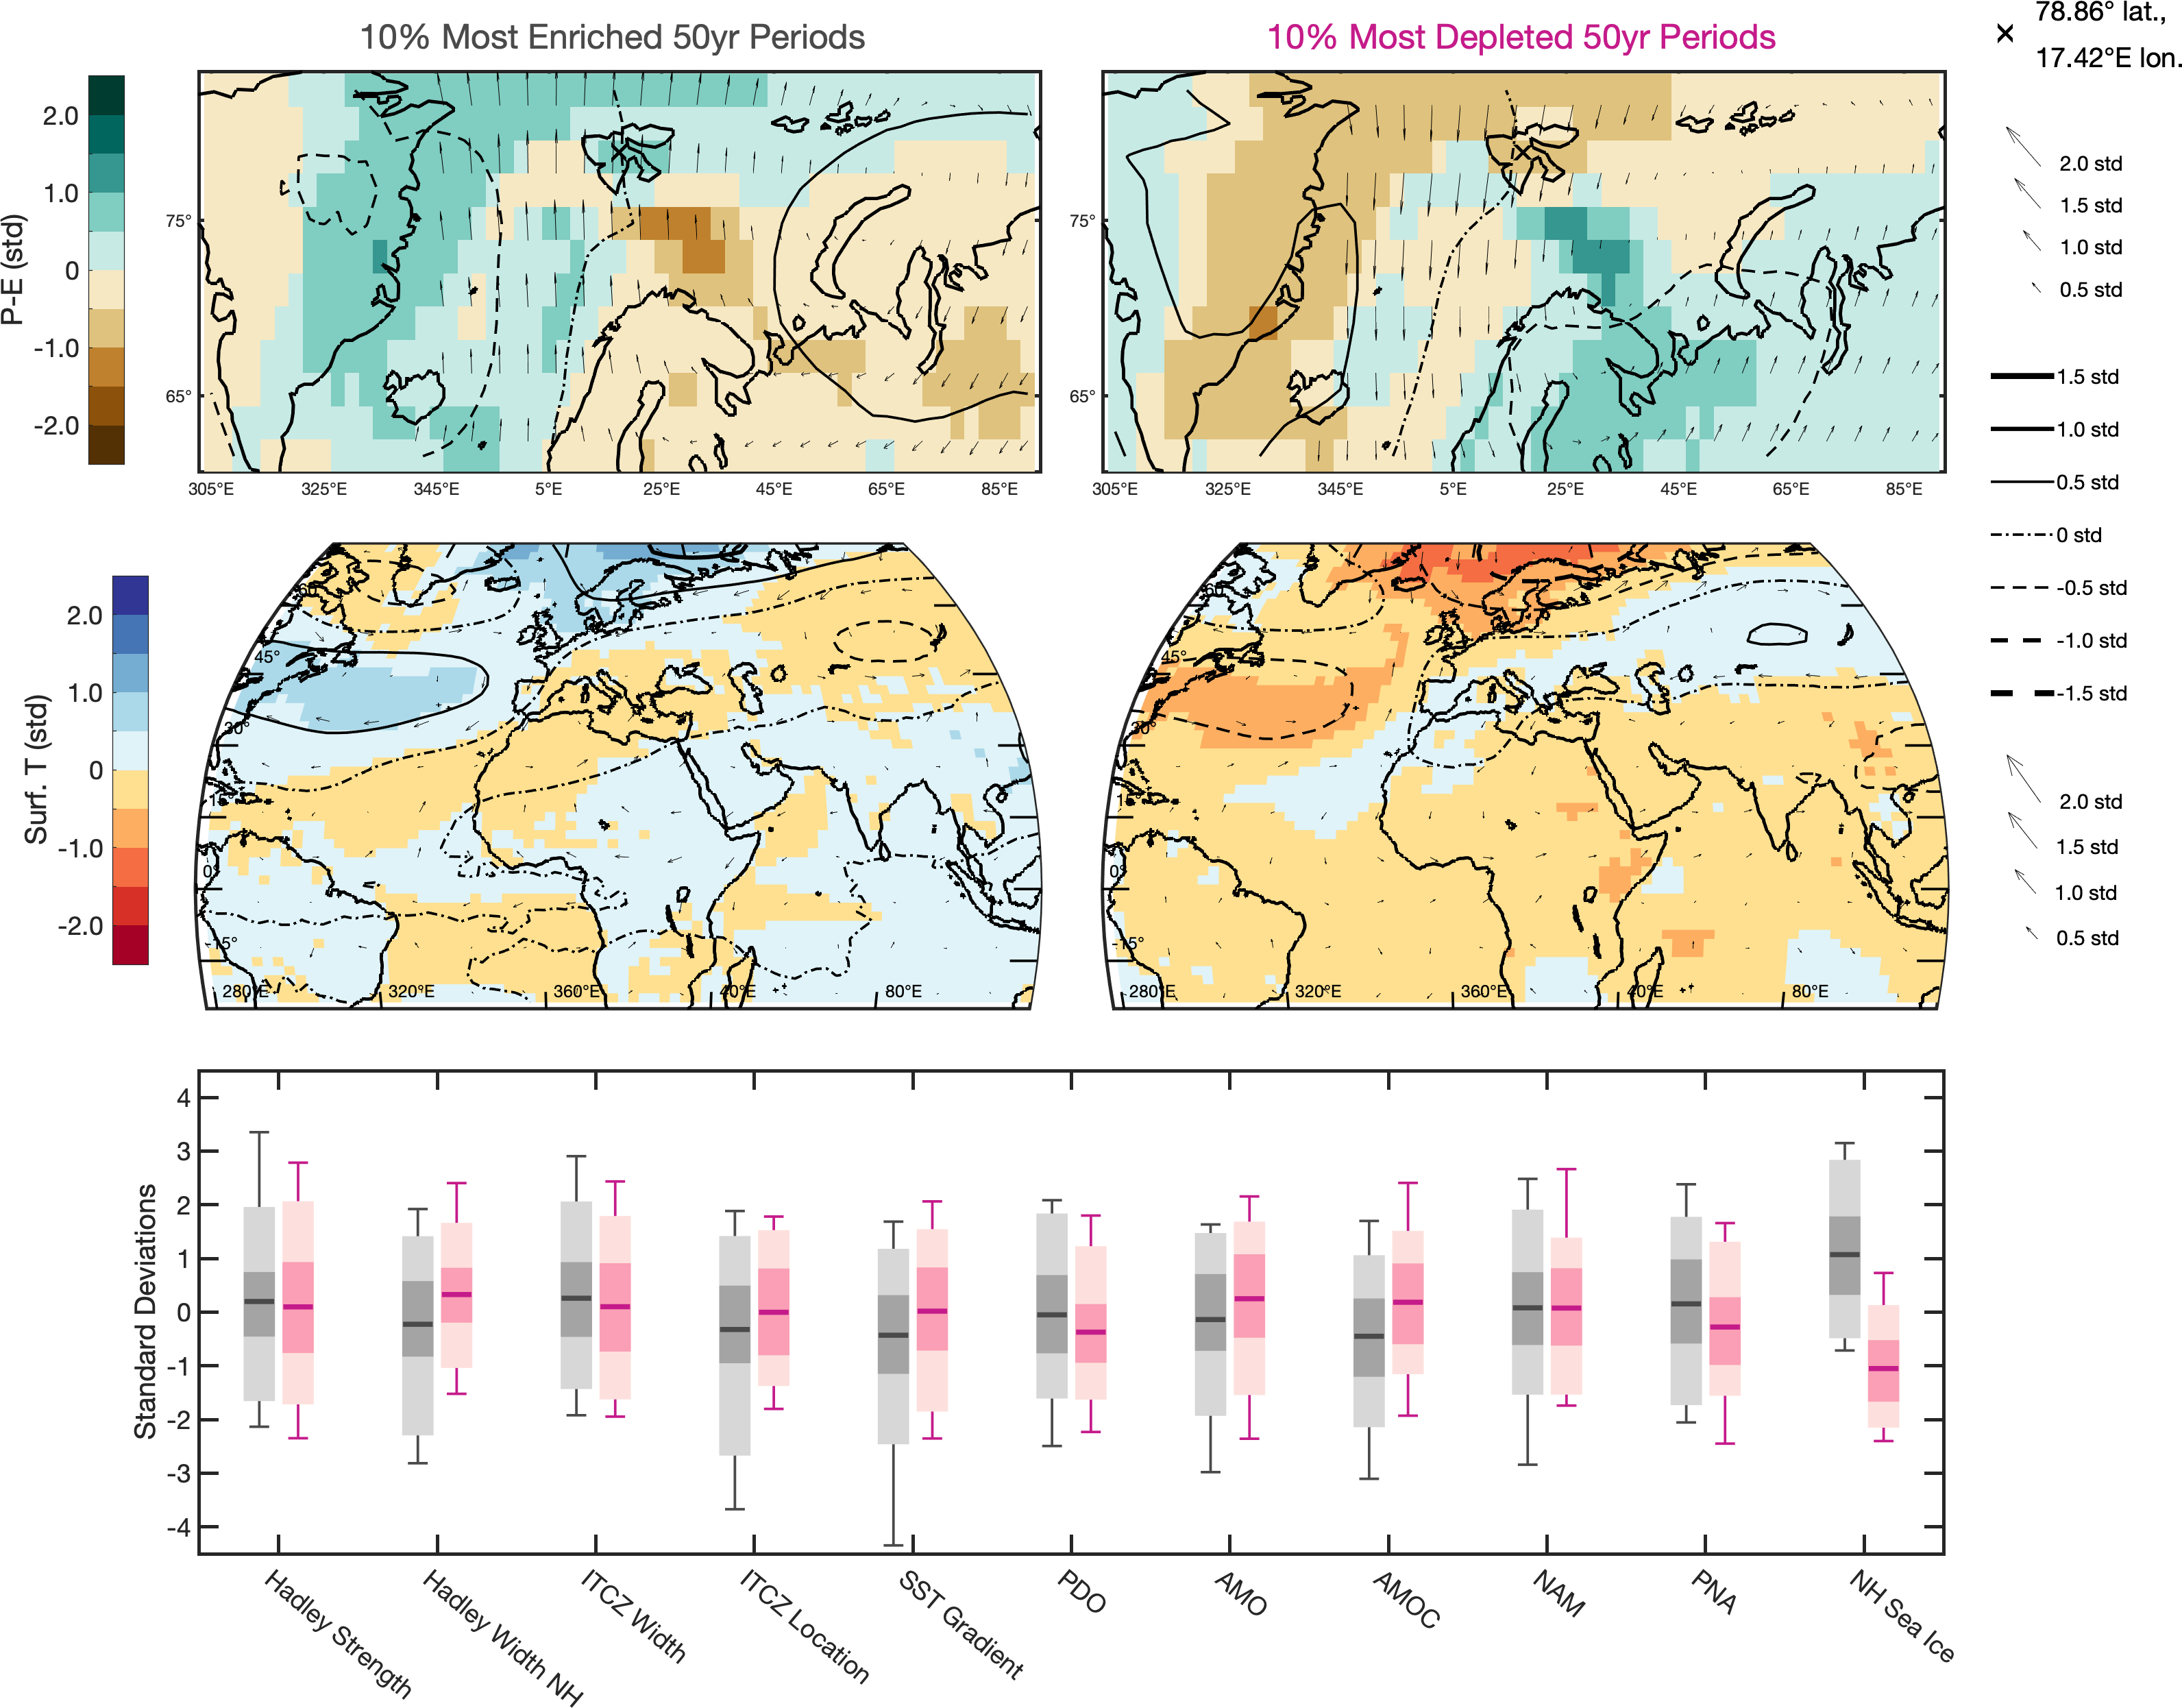 10% Most Enriched 50yr Periods
10% Most Depleted 50yr Periods
78.86° lat.,
17.42°E lon.
P-E (std)
2.0
1.0
0
-1.0
-2.0
75°
65°
305°E 325°E 345°E 5°E 25°E 45°E 65°E 85°E
75°
65°
305°E 325°E 345°E 5°E 25°E 45°E 65°E 85°E
2.0 std
1.5 std
1.0 std
0.5 std
1.5 std
1.0 std
0.5 std
0 std
-0.5 std
-1.0 std
-1.5 std
Surf. T (std)
2.0
1.0
0
-1.0
-2.0
60°
45°
30°
15°
0°
-15°
280°E 320°E 360°E 40°E 80°E
60°
45°
30°
15°
0°
-15°
280°E 320°E 360°E 40°E 80°E
2.0 std
1.5 std
1.0 std
0.5 std
Standard Deviations
4
3
2
1
0
-1
-2
-3
-4
Hadley Strength
Hadley Width NH
ITCZ Width
ITCZ Location
SST Gradient
PDO
AMO
AMOC
NAM
PNA
NH Sea Ice